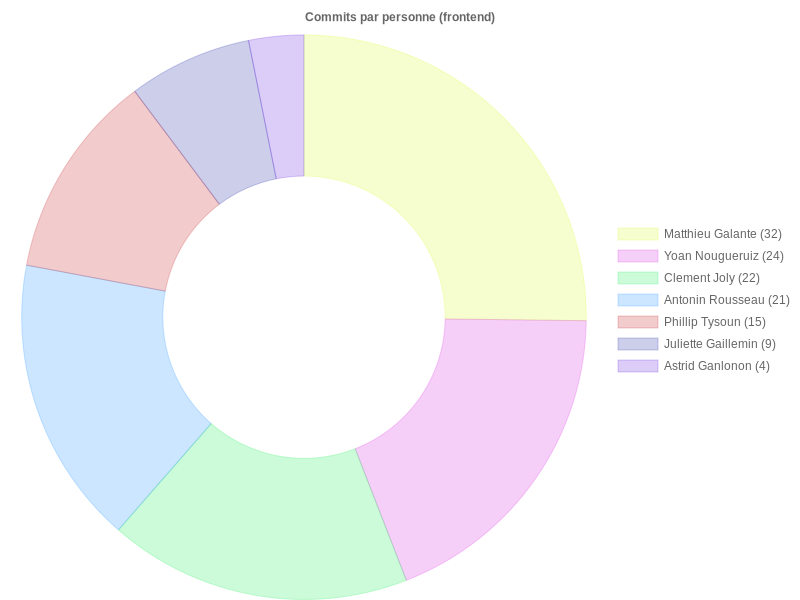 Commits par personne (frontend)
Matthieu Galante (32)
Yoan Nougueruiz (24)
Clement Joly (22)
Antonin Rousseau (21)
Phillip Tysoun (15)
Juliette Gaillemin (9)
Astrid Ganlonon (4)